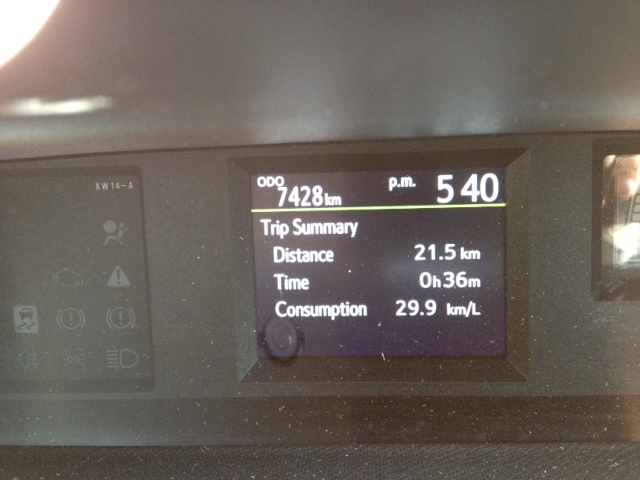 XW14-A
ODO 7428 km p.m. 5 40
Trip Summary
Distance 21.5 km
Time 0h36m
Consumption 29.9 km/L